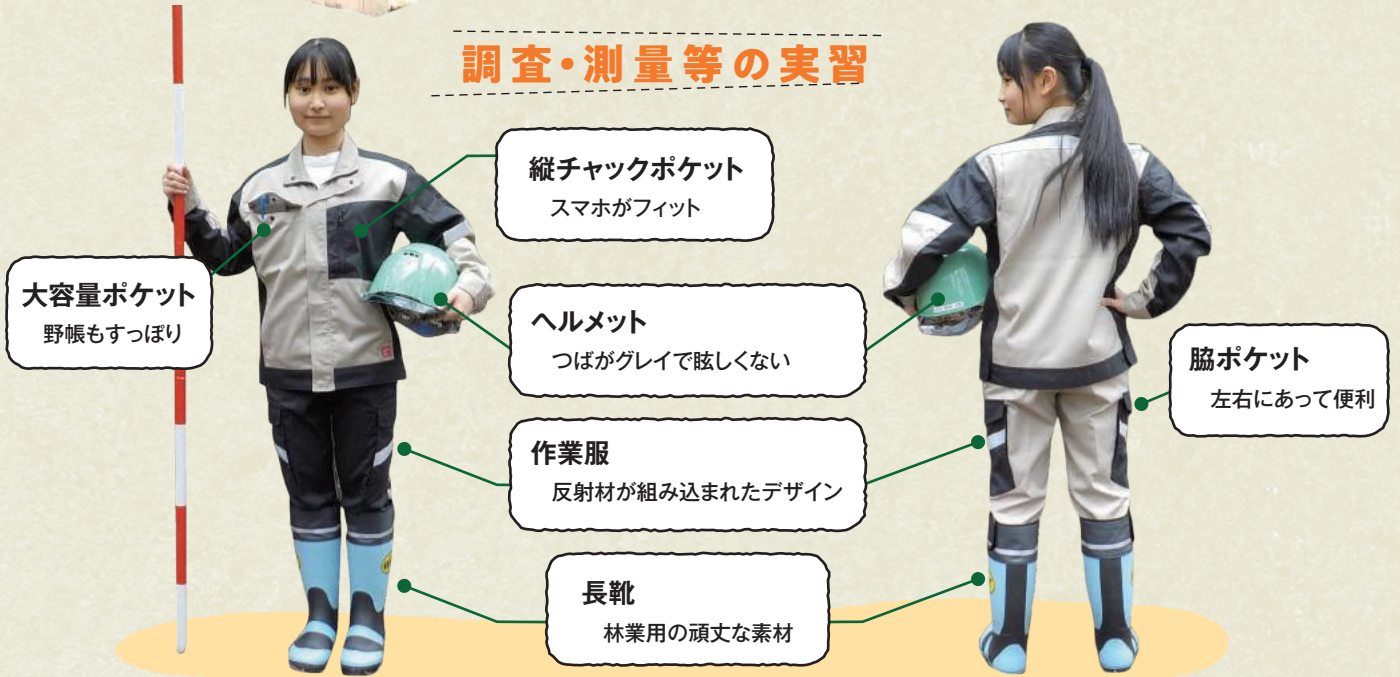 調査・測量等の実習
縦チャックポケット
スマホがフィット
大容量ポケット
野帳もすっぽり
ヘルメット
つばがグレイで眩しくない
脇ポケット
左右にあって便利
作業服
反射材が組み込まれたデザイン
長靴
林業用の頑丈な素材